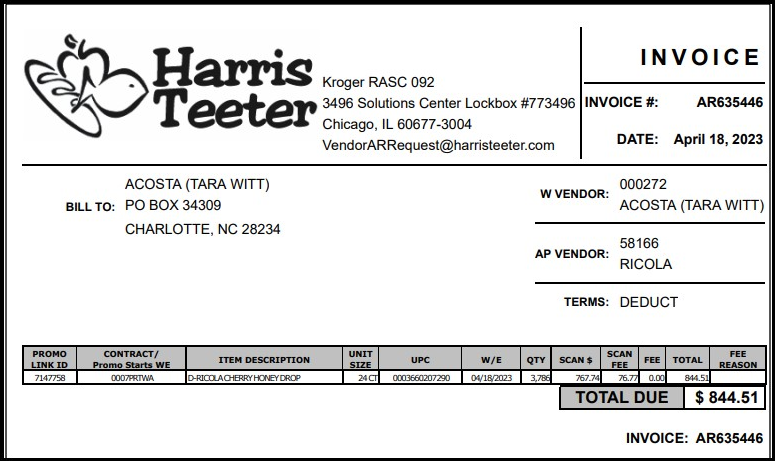 Harris
Teeter
Kroger RASC 092
3496 Solutions Center Lockbox #773496
Chicago, IL 60677-3004
VendorARRequest@harristeeter.com
INVOICE
INVOICE #: AR635446
DATE: April 18, 2023
BILL TO:
ACOSTA (TARA WITT)
PO BOX 34309
CHARLOTTE, NC 28234
W VENDOR:
000272
ACOSTA (TARA WITT)
AP VENDOR:
58166
RICOLA
TERMS: DEDUCT
PROMO LINK ID CONTRACT/ Promo Starts WE ITEM DESCRIPTION UNIT SIZE UPC W/E QTY SCAN $ SCAN FEE FEE TOTAL FEE REASON
7147758 0007PRTWA D-RICOLA CHERRY HONEY DROP 24 CT 0003660207290 04/18/2023 3,786 767.74 76.77 0.00 844.51
TOTAL DUE $ 844.51
INVOICE: AR635446